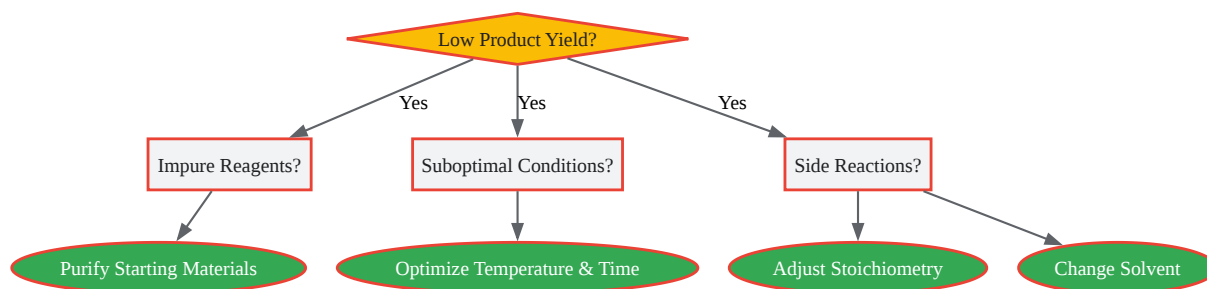 Low Product Yield?
Yes
Yes
Yes
Impure Reagents?
Suboptimal Conditions?
Side Reactions?
Purify Starting Materials
Optimize Temperature & Time
Adjust Stoichiometry
Change Solvent